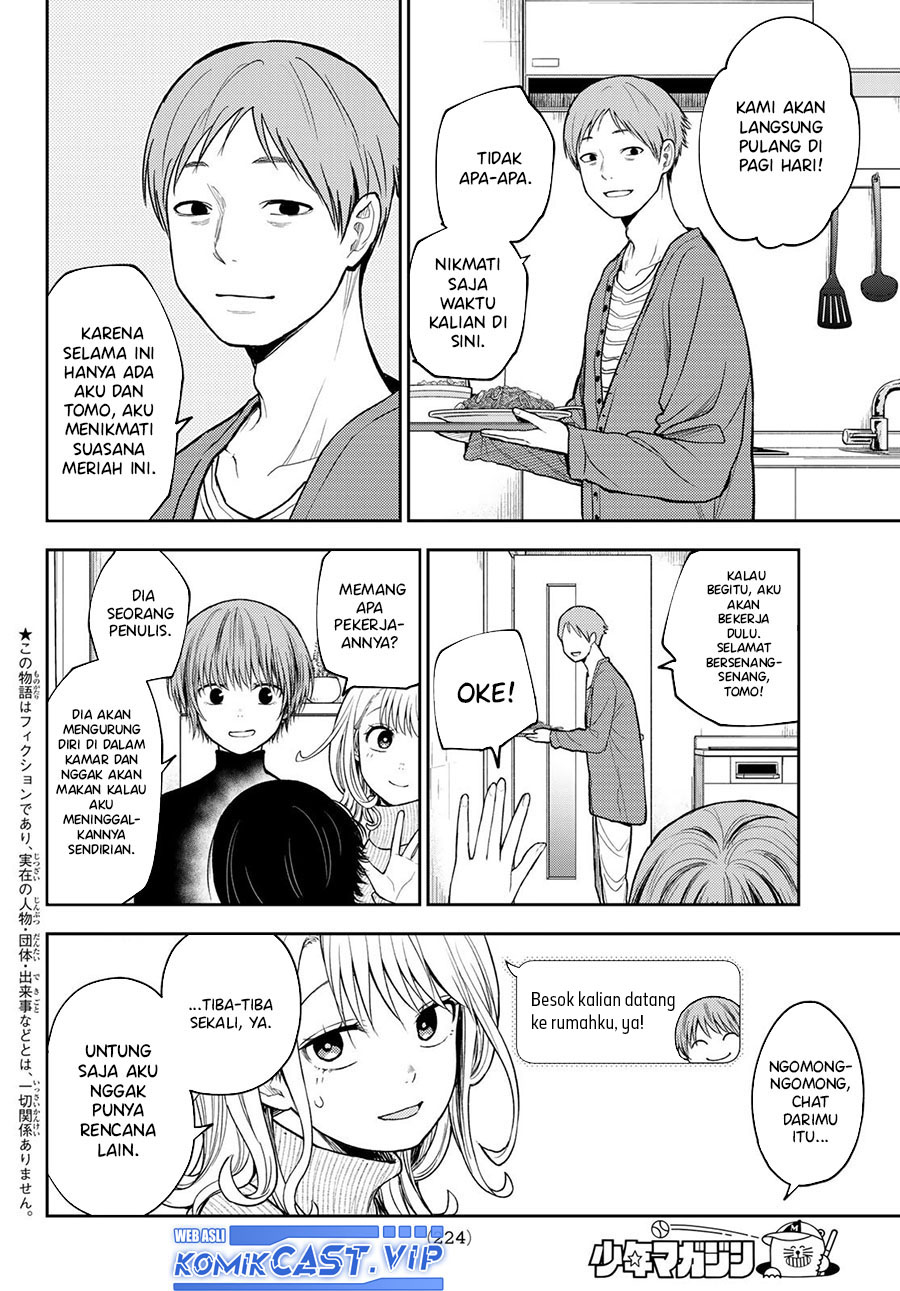 KAMI AKAN
LANGSUNG
PULANG DI
PAGI HARI!
TIDAK
APA-APA.
NIKMATI
SAJA
WAKTU
KALIAN DI
SINI.
KARENA
SELAMA INI
HANYA ADA
AKU DAN
TOMO, AKU
MENIKMATI
SUASANA
MERIAH INI.
KALAU
BEGITU, AKU
AKAN
BEKERJA
DULU.
SELAMAT
BERSENANG-
SENANG,
TOMO!
OKE!
MEMANG
APA
PEKERJA-
ANNYA?
DIA
SEORANG
PENULIS.
DIA AKAN
MENGURUNG
DIRI DI DALAM
KAMAR DAN
NGGAK AKAN
MAKAN KALAU
AKU
MENINGGAL-
KANNYA
SENDIRIAN.
NGOMONG-
NGOMONG,
CHAT
DARIMU
ITU...
Besok kalian datang
ke rumahku, ya!
...TIBA-TIBA
SEKALI, YA.
UNTUNG
SAJA AKU
NGGAK
PUNYA
RENCANA
LAIN.
★この物語はフィクションであり、実在の人物・団体・出来事などとは、一切関係ありません。
WEB ASLI
KOMIKCAST.VIP
(224)
少年マガジン
M